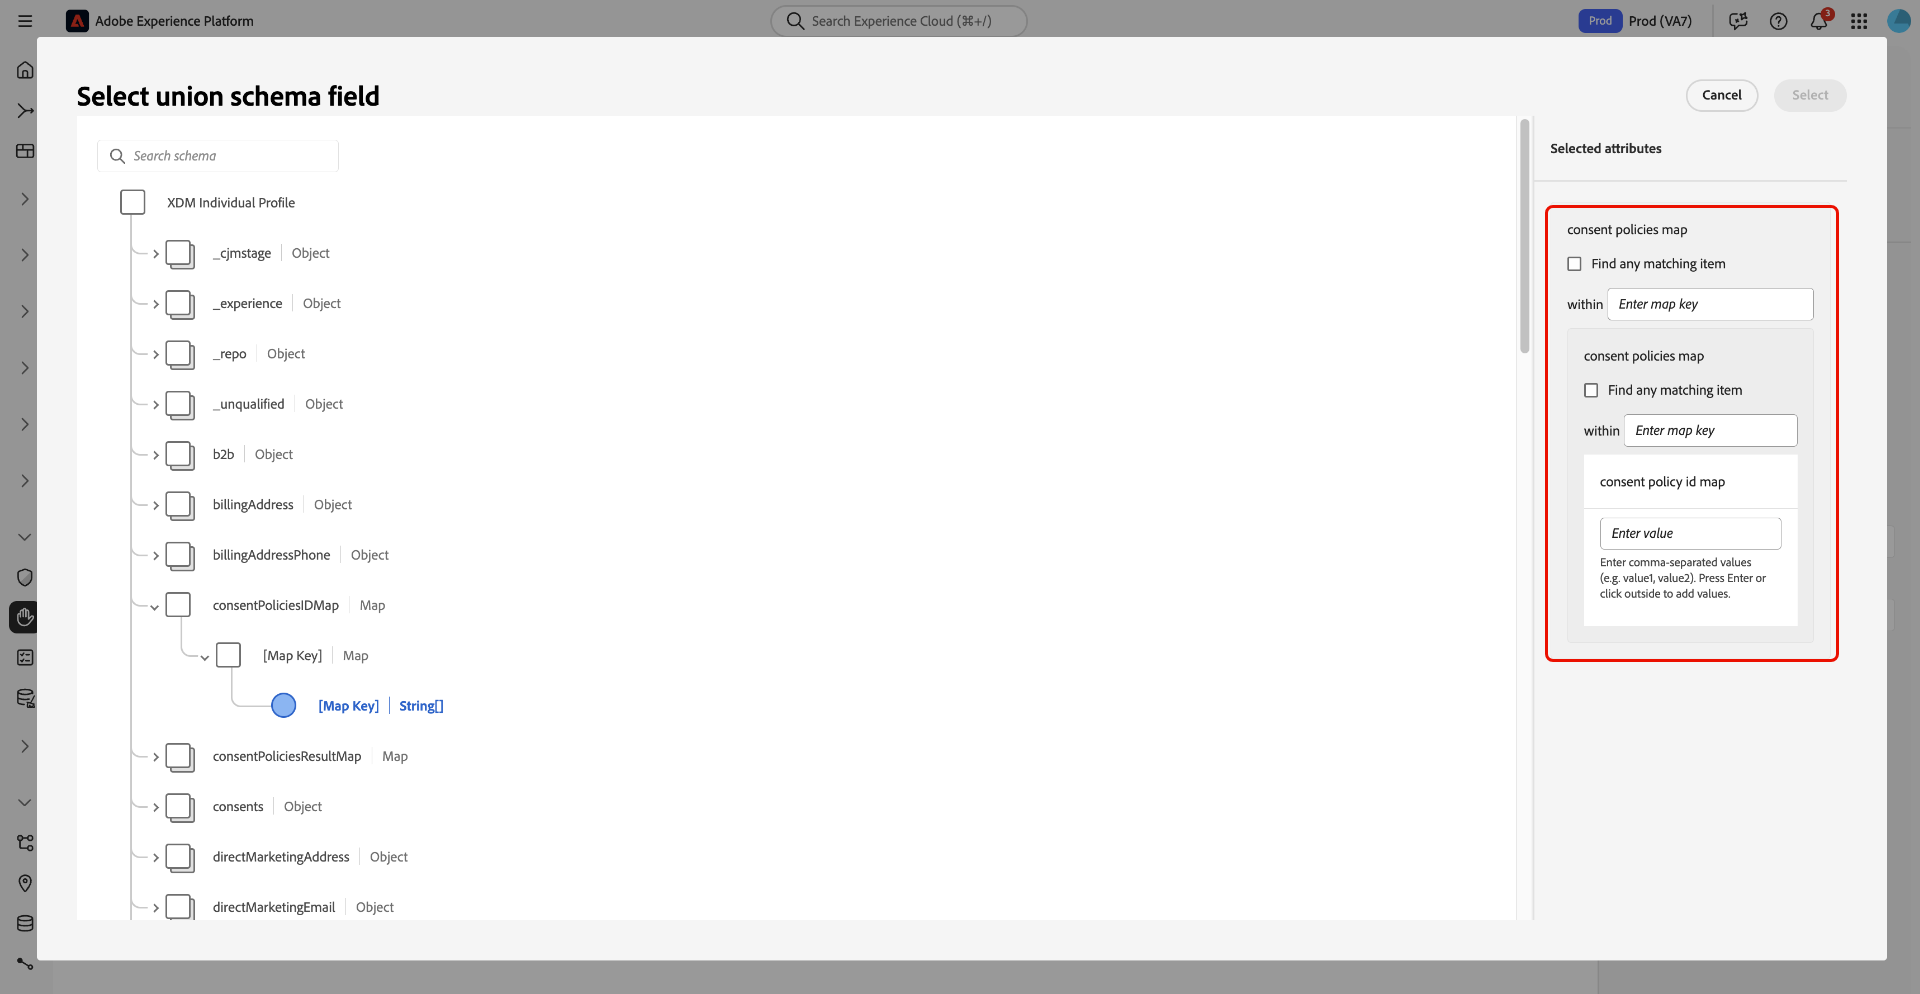 Adobe Experience Platform
Search Experience Cloud (⌘+/)
Prod
Prod (VA7)
3
Select union schema field
Cancel
Select
Search schema
XDM Individual Profile
_cjmstage Object
_experience Object
_repo Object
_unqualified Object
b2b Object
billingAddress Object
billingAddressPhone Object
consentPoliciesIDMap Map
[Map Key] Map
[Map Key] String[]
consentPoliciesResultMap Map
consents Object
directMarketingAddress Object
directMarketingEmail Object
Selected attributes
consent policies map
Find any matching item
within Enter map key
consent policies map
Find any matching item
within Enter map key
consent policy id map
Enter value
Enter comma-separated values
(e.g. value1, value2). Press Enter or
click outside to add values.